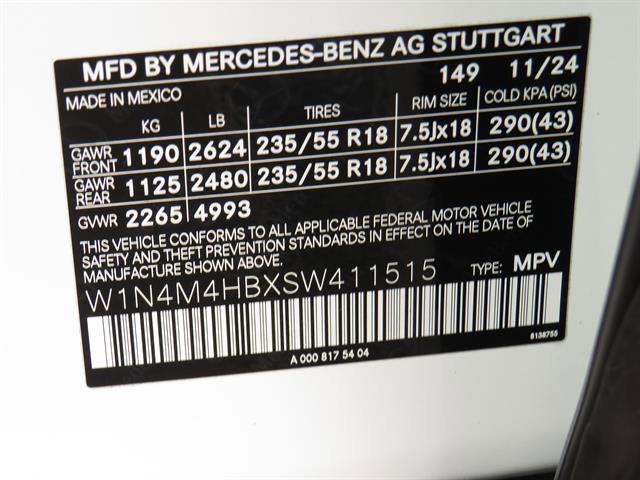 MFD BY MERCEDES-BENZ AG STUTTGART
149 11/24
MADE IN MEXICO
KG LB TIRES RIM SIZE COLD KPA (PSI)
GAWR FRONT 1190 2624 235/55 R18 7.5Jx18 290(43)
GAWR REAR 1125 2480 235/55 R18 7.5Jx18 290(43)
GVWR 2265 4993
THIS VEHICLE CONFORMS TO ALL APPLICABLE FEDERAL MOTOR VEHICLE
SAFETY AND THEFT PREVENTION STANDARDS IN EFFECT ON THE DATE OF
MANUFACTURE SHOWN ABOVE.
W1N4M4HBXSW411515 TYPE: MPV
8138755
A 000 817 54 04